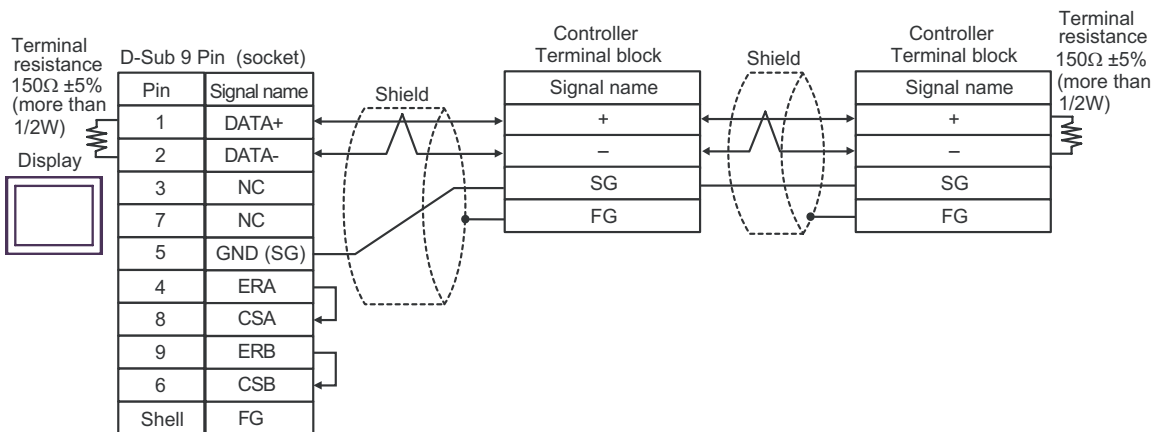 Terminal
resistance
150Ω ±5%
(more than
1/2W)
Display
D-Sub 9 Pin (socket)
Pin Signal name
1 DATA+
2 DATA-
3 NC
7 NC
5 GND (SG)
4 ERA
8 CSA
9 ERB
6 CSB
Shell FG
Shield
Controller
Terminal block
Signal name
+
–
SG
FG
Shield
Controller
Terminal block
Signal name
+
–
SG
FG
Terminal
resistance
150Ω ±5%
(more than
1/2W)